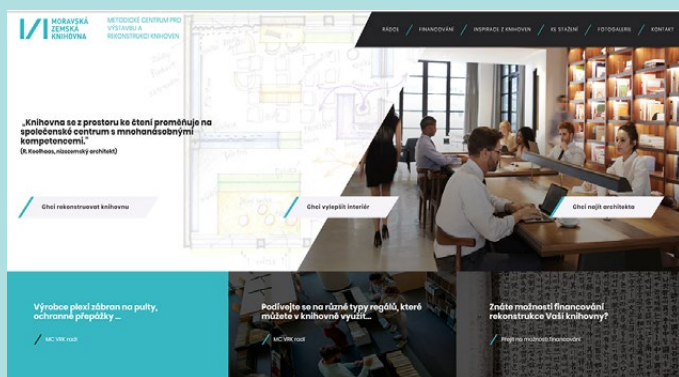 MORAVSKÁ
ZEMSKÁ
KNIHOVNA
METODICKÉ CENTRUM PRO
VÝSTAVBU A
REKONSTRUKCI KNIHOVEN
RÁDCE / FINANCOVÁNÍ / INSPIRACE Z KNIHOVEN / KE STAŽENÍ / FOTOGALERIE / KONTAKT
„Knihovna se z prostoru ke čtení proměňuje na
společenské centrum s mnohanásobnými
kompetencemi."
(R. Koolhaas, nizozemský architekt)
Chci rekonstruovat knihovnu
Chci vylepšit interiér
Chci najít architekta
Výrobce plexi zábran na pulty,
ochranné přepážky ...
MC VRK radí
Podívejte se na různé typy regálů, které
můžete v knihovně využít...
MC VRK radí
Znáte možnosti financování
rekonstrukce Vaší knihovny?
Přejít na možnosti financování